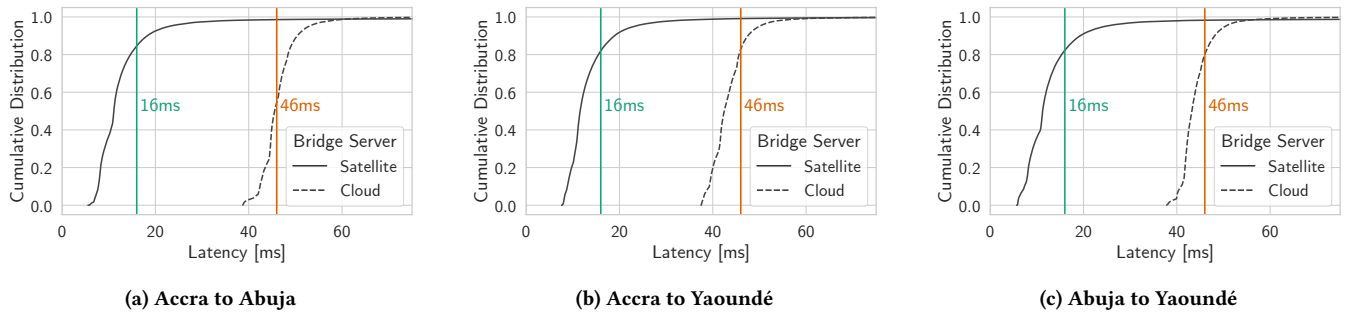 Cumulative Distribution
1.0
0.8
0.6
0.4
0.2
0.0
16ms
46ms
Bridge Server
Satellite
Cloud
0
20
40
60
Latency [ms]
(a) Accra to Abuja
Cumulative Distribution
1.0
0.8
0.6
0.4
0.2
0.0
16ms
46ms
Bridge Server
Satellite
Cloud
0
20
40
60
Latency [ms]
(b) Accra to Yaoundé
Cumulative Distribution
1.0
0.8
0.6
0.4
0.2
0.0
16ms
46ms
Bridge Server
Satellite
Cloud
0
20
40
60
Latency [ms]
(c) Abuja to Yaoundé